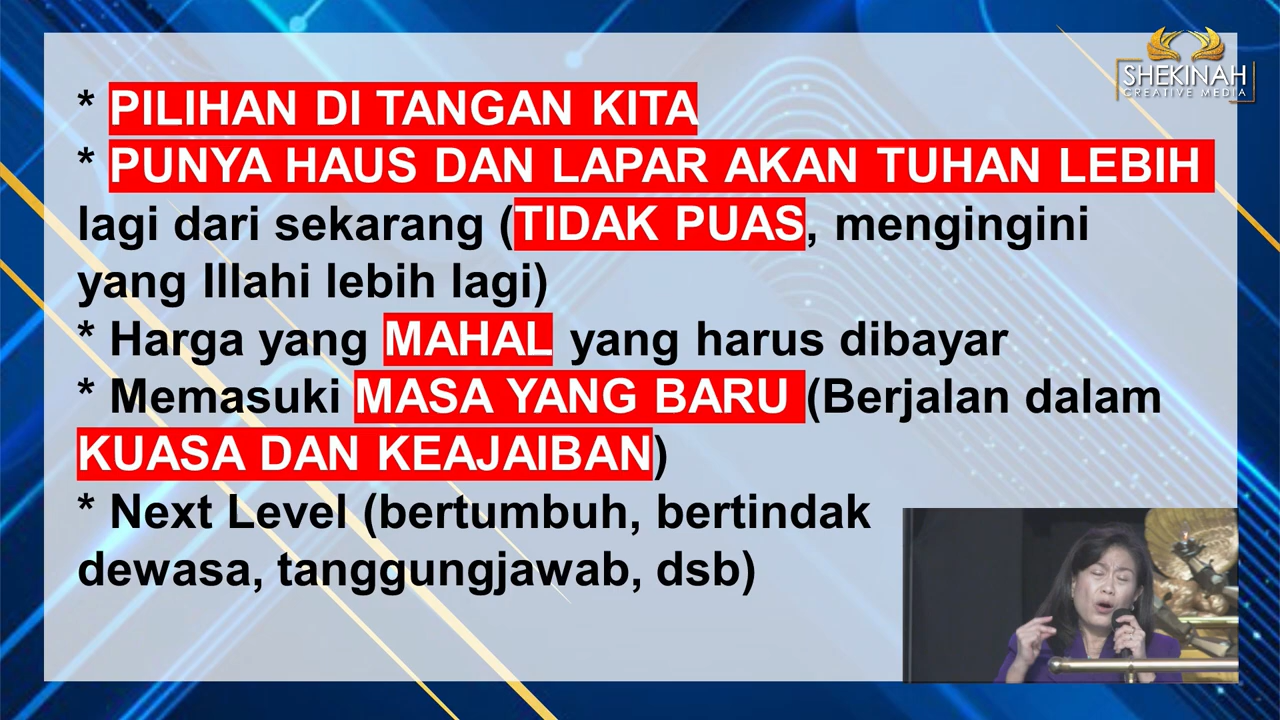 * PILIHAN DI TANGAN KITA
* PUNYA HAUS DAN LAPAR AKAN TUHAN LEBIH
lagi dari sekarang (TIDAK PUAS, mengingini
yang Illahi lebih lagi)
* Harga yang MAHAL yang harus dibayar
* Memasuki MASA YANG BARU (Berjalan dalam
KUASA DAN KEAJAIBAN)
* Next Level (bertumbuh, bertindak
dewasa, tanggungjawab, dsb)
SHEKINAH
CREATIVE MEDIA